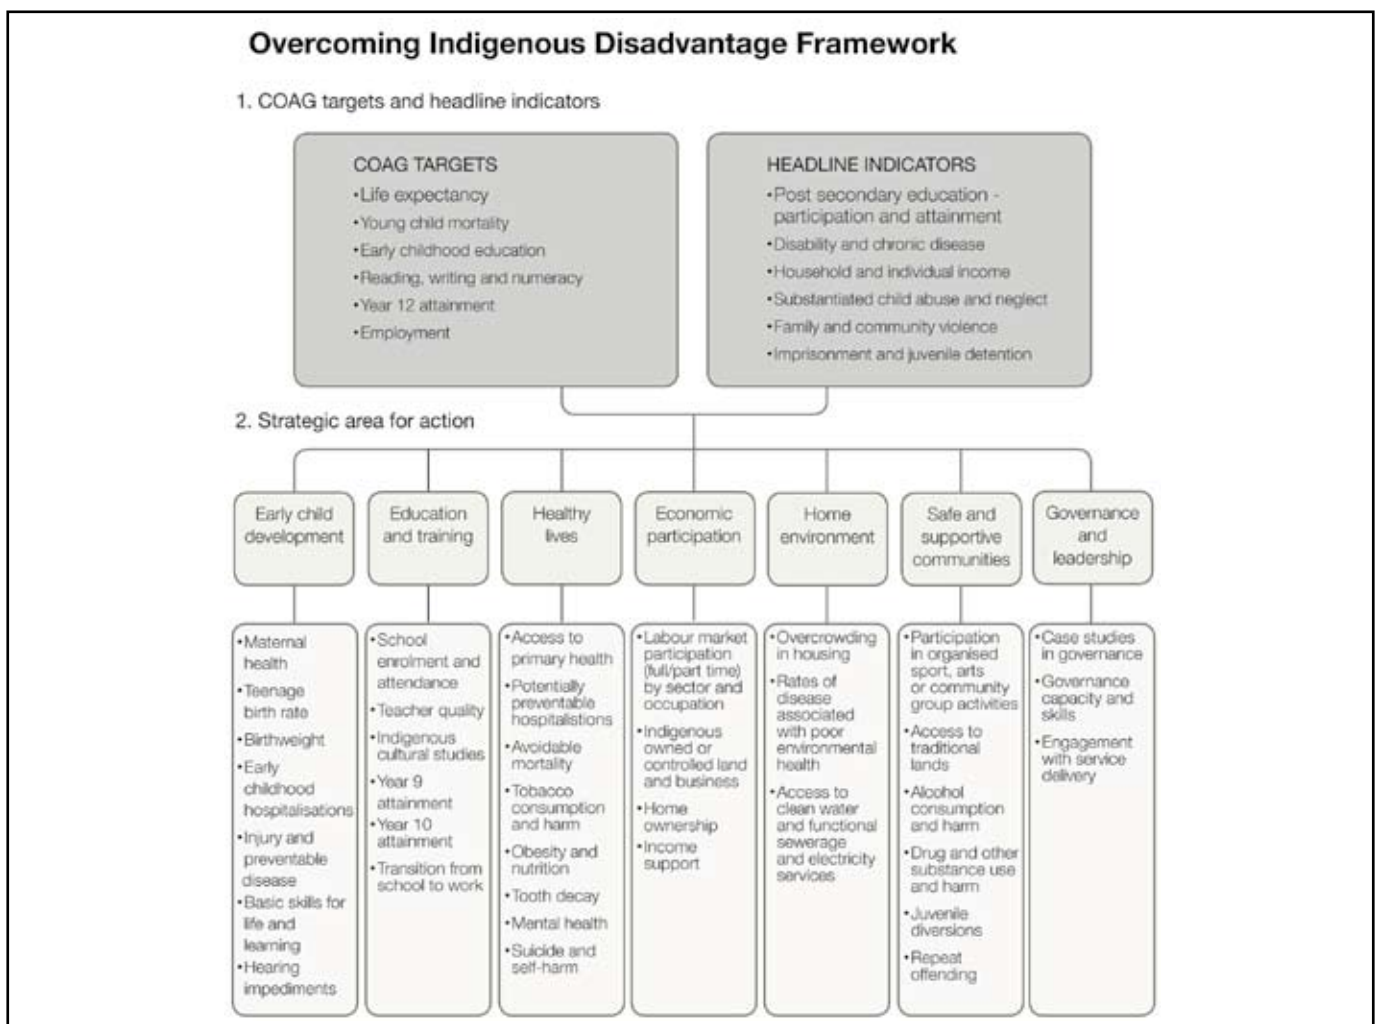 Overcoming Indigenous Disadvantage Framework
1. COAG targets and headline indicators
COAG TARGETS
•Life expectancy
•Young child mortality
•Early childhood education
•Reading, writing and numeracy
•Year 12 attainment
•Employment
HEADLINE INDICATORS
•Post secondary education -
participation and attainment
•Disability and chronic disease
•Household and individual income
•Substantiated child abuse and neglect
•Family and community violence
•Imprisonment and juvenile detention
2. Strategic area for action
Early child
development
Education
and training
Healthy
lives
Economic
participation
Home
environment
Safe and
supportive
communities
Governance
and
leadership
•Maternal
health
•Teenage
birth rate
•Birthweight
•Early
childhood
hospitalisations
•Injury and
preventable
disease
•Basic skills for
life and
learning
•Hearing
impediments
•School
enrolment and
attendance
•Teacher quality
•Indigenous
cultural studies
•Year 9
attainment
•Year 10
attainment
•Transition from
school to work
•Access to
primary health
•Potentially
preventable
hospitalistions
•Avoidable
mortality
•Tobacco
consumption
and harm
•Obesity and
nutrition
•Tooth decay
•Mental health
•Suicide and
self-harm
•Labour market
participation
(full/part time)
by sector and
occupation
•Indigenous
owned or
controlled land
and business
•Home
ownership
•Income
support
•Overcrowding
in housing
•Rates of
disease
associated
with poor
environmental
health
•Access to
clean water
and functional
sewerage
and electricity
services
•Participation
in organised
sport, arts
or community
group activities
•Access to
traditional
lands
•Alcohol
consumption
and harm
•Drug and other
substance use
and harm
•Juvenile
diversions
•Repeat
offending
•Case studies
in governance
•Governance
capacity and
skills
•Engagement
with service
delivery